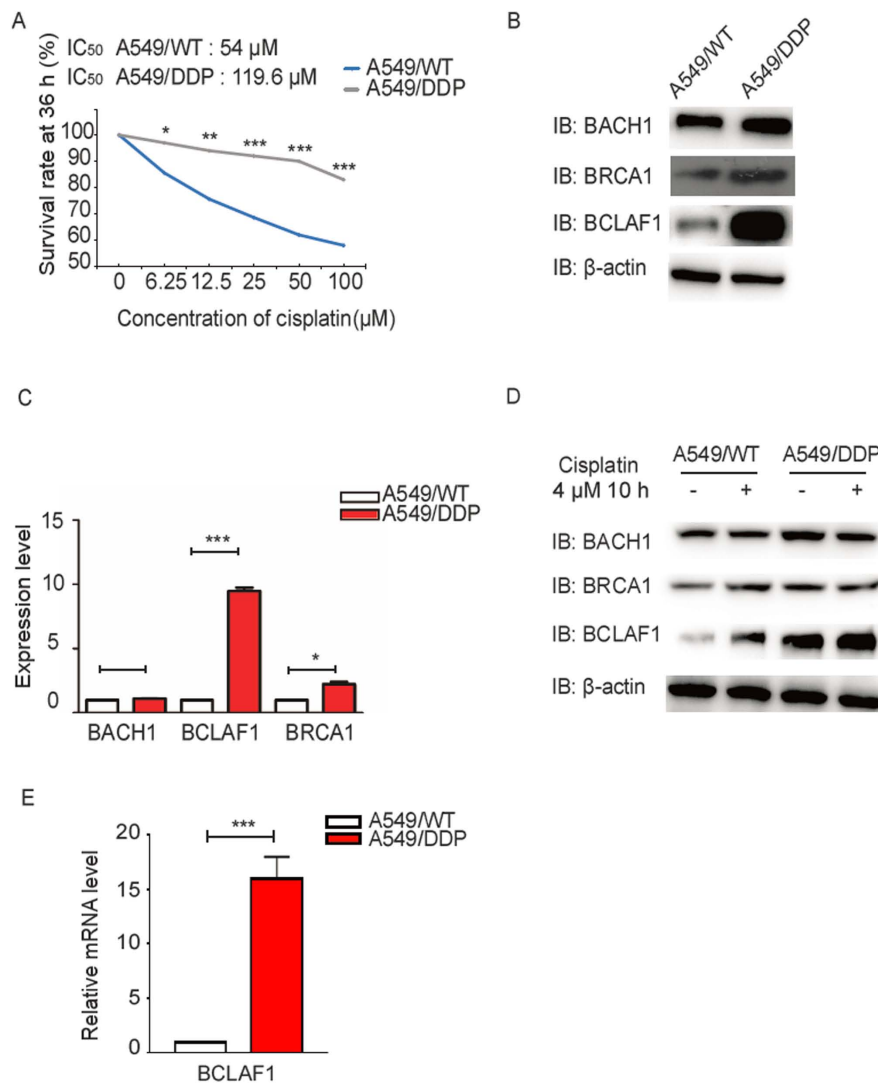 A
IC50 A549/WT : 54 µM
IC50 A549/DDP : 119.6 µM
A549/WT
A549/DDP
Survival rate at 36 h (%)
100
90
80
70
60
50
* ** *** *** ***
0 6.25 12.5 25 50 100
Concentration of cisplatin(µM)
B
A549/WT A549/DDP
IB: BACH1
IB: BRCA1
IB: BCLAF1
IB: β-actin
C
A549/WT
A549/DDP
Expression level
15
10
5
0
***
*
BACH1 BCLAF1 BRCA1
D
A549/WT A549/DDP
Cisplatin
4 µM 10 h - + - +
IB: BACH1
IB: BRCA1
IB: BCLAF1
IB: β-actin
E
A549/WT
A549/DDP
Relative mRNA level
20
15
10
5
0
***
BCLAF1